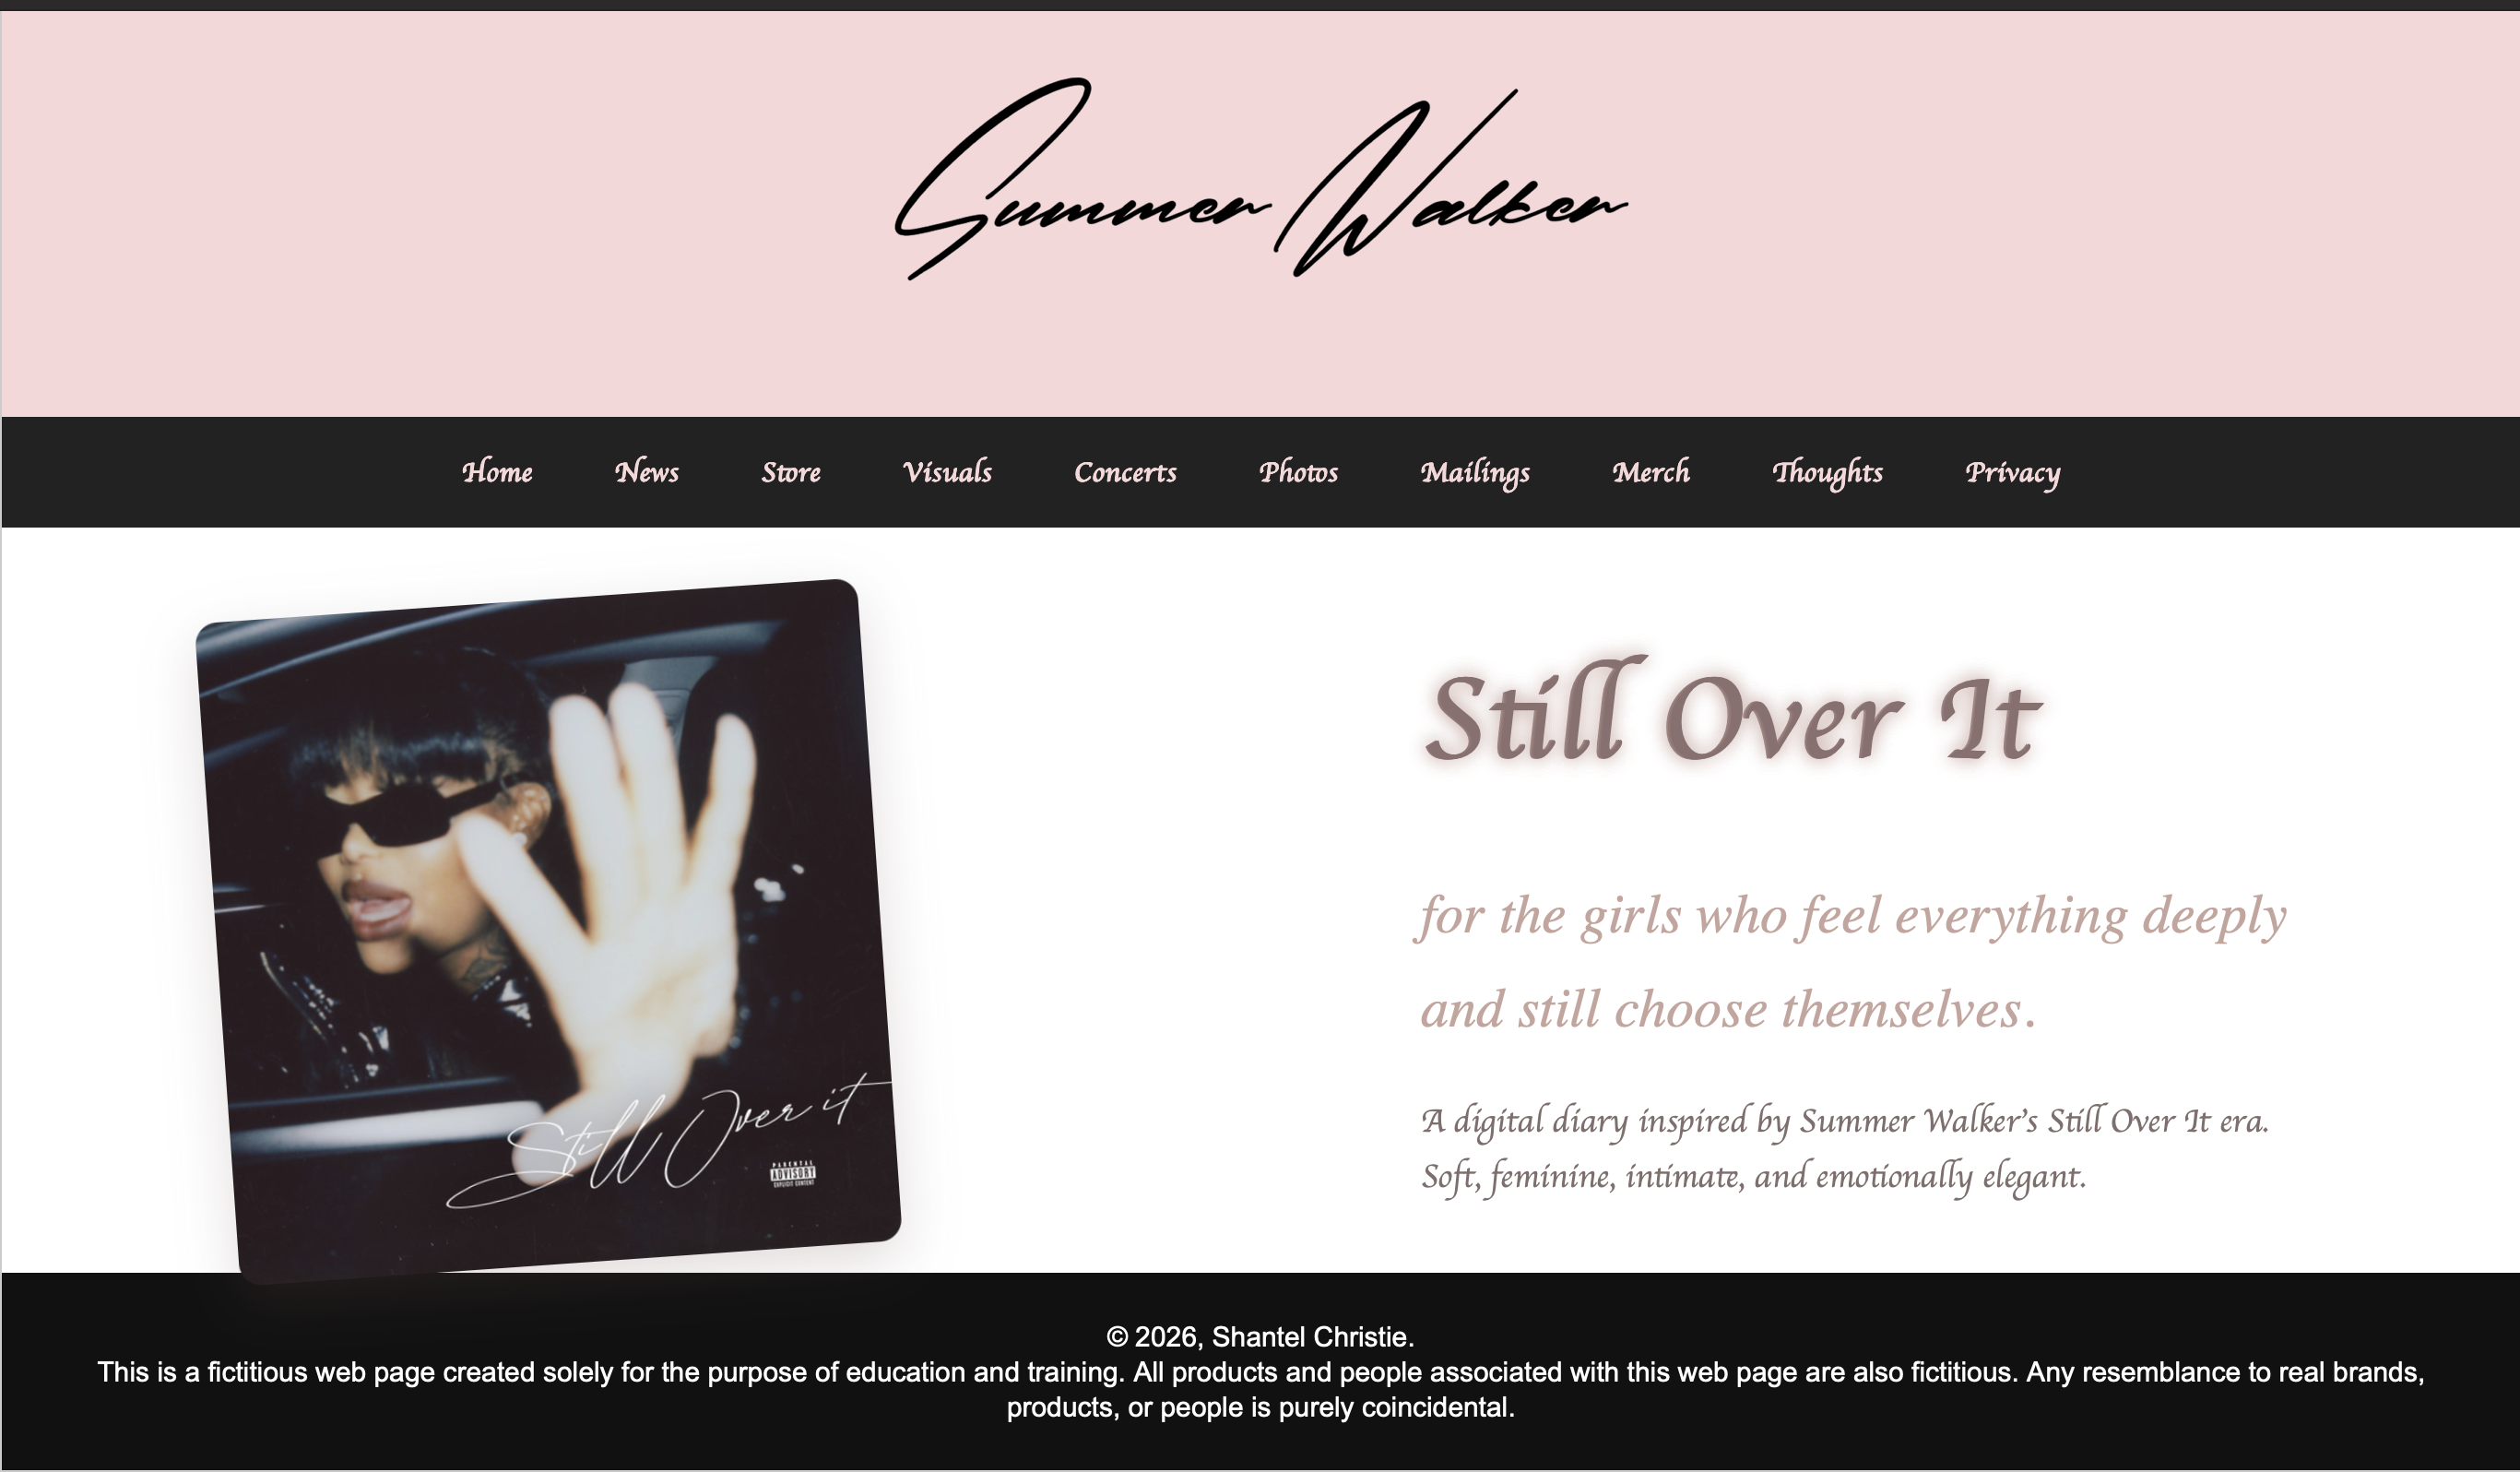 Summer Walker
Home News Store Visuals Concerts Photos Mailings Merch Thoughts Privacy
Still Over It
for the girls who feel everything deeply
and still choose themselves.
A digital diary inspired by Summer Walker's Still Over It era.
Soft, feminine, intimate, and emotionally elegant.
Still Over it
PARENTAL
ADVISORY
EXPLICIT CONTENT
© 2026, Shantel Christie.
This is a fictitious web page created solely for the purpose of education and training. All products and people associated with this web page are also fictitious. Any resemblance to real brands,
products, or people is purely coincidental.